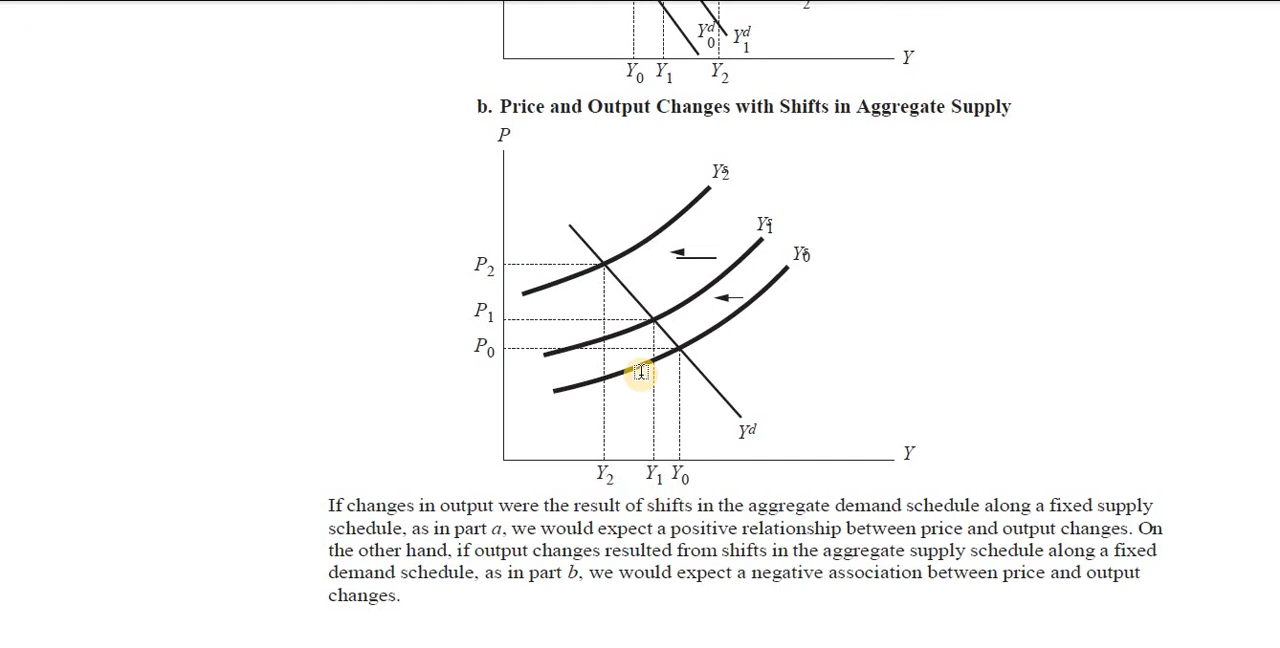 2
Yd0 Yd1
Y
Y0 Y1 Y2
b. Price and Output Changes with Shifts in Aggregate Supply
P
Ys2
Ys1
Ys0
P2
P1
P0
Yd
Y
Y2 Y1 Y0
If changes in output were the result of shifts in the aggregate demand schedule along a fixed supply
schedule, as in part a, we would expect a positive relationship between price and output changes. On
the other hand, if output changes resulted from shifts in the aggregate supply schedule along a fixed
demand schedule, as in part b, we would expect a negative association between price and output
changes.